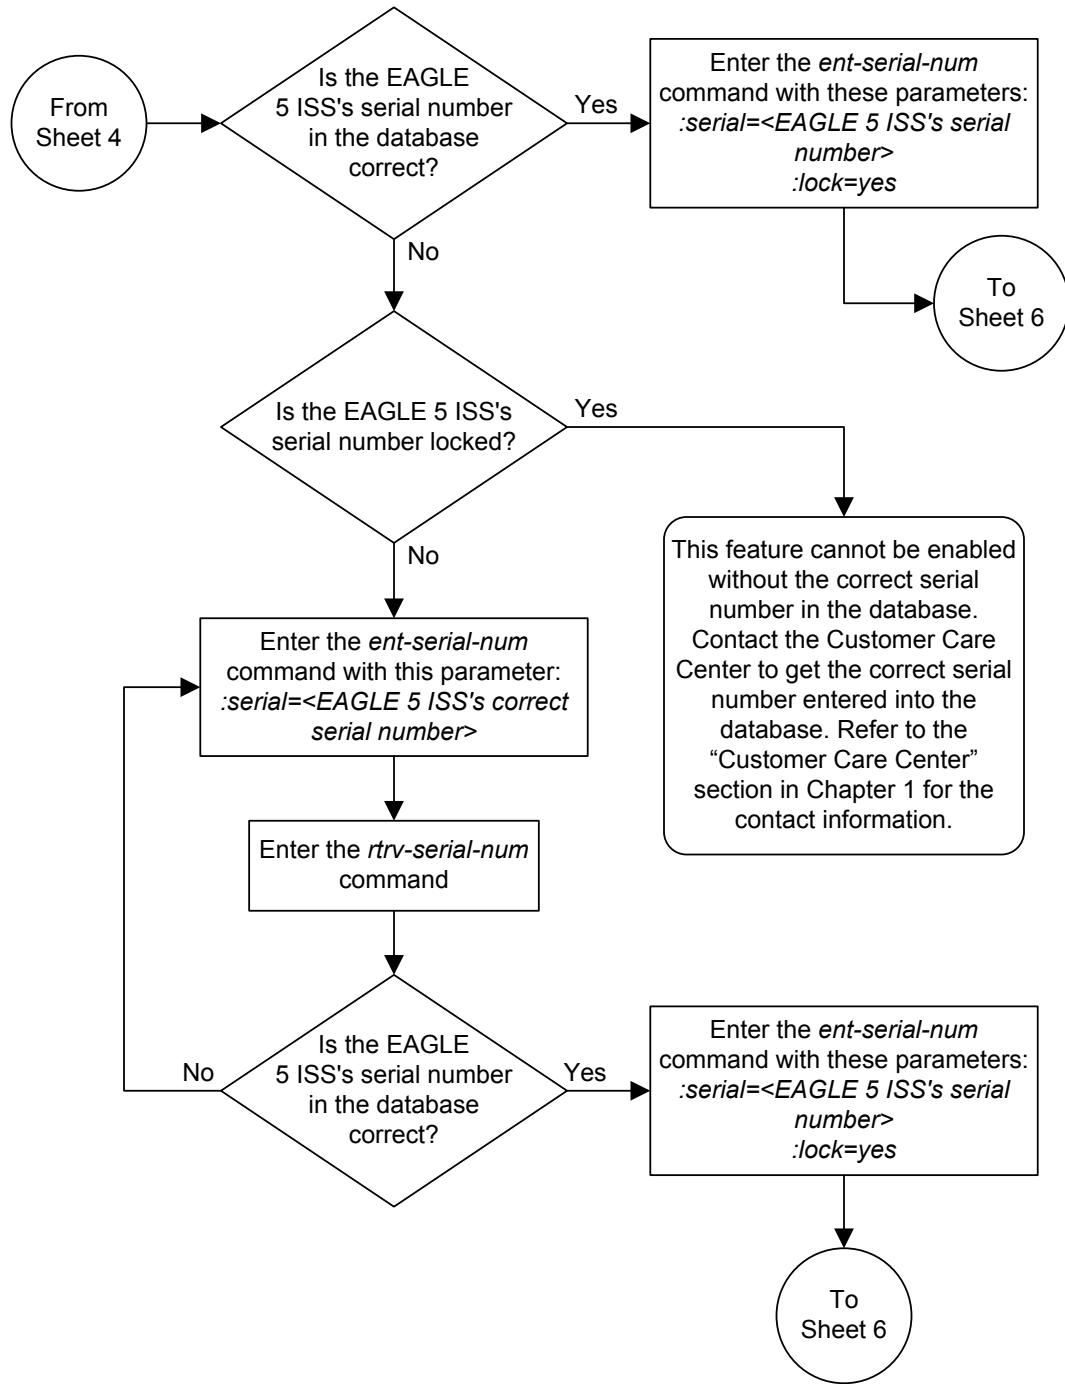 From
Sheet 4
Is the EAGLE
5 ISS's serial number
in the database
correct?
Yes
Enter the ent-serial-num
command with these parameters:
:serial=<EAGLE 5 ISS's serial
number>
:lock=yes
No
To
Sheet 6
Is the EAGLE 5 ISS's
serial number locked?
Yes
No
This feature cannot be enabled
without the correct serial
number in the database.
Contact the Customer Care
Center to get the correct serial
number entered into the
database. Refer to the
“Customer Care Center”
section in Chapter 1 for the
contact information.
Enter the ent-serial-num
command with this parameter:
:serial=<EAGLE 5 ISS's correct
serial number>
Enter the rtrv-serial-num
command
Is the EAGLE
5 ISS's serial number
in the database
correct?
No
Yes
Enter the ent-serial-num
command with these parameters:
:serial=<EAGLE 5 ISS's serial
number>
:lock=yes
To
Sheet 6